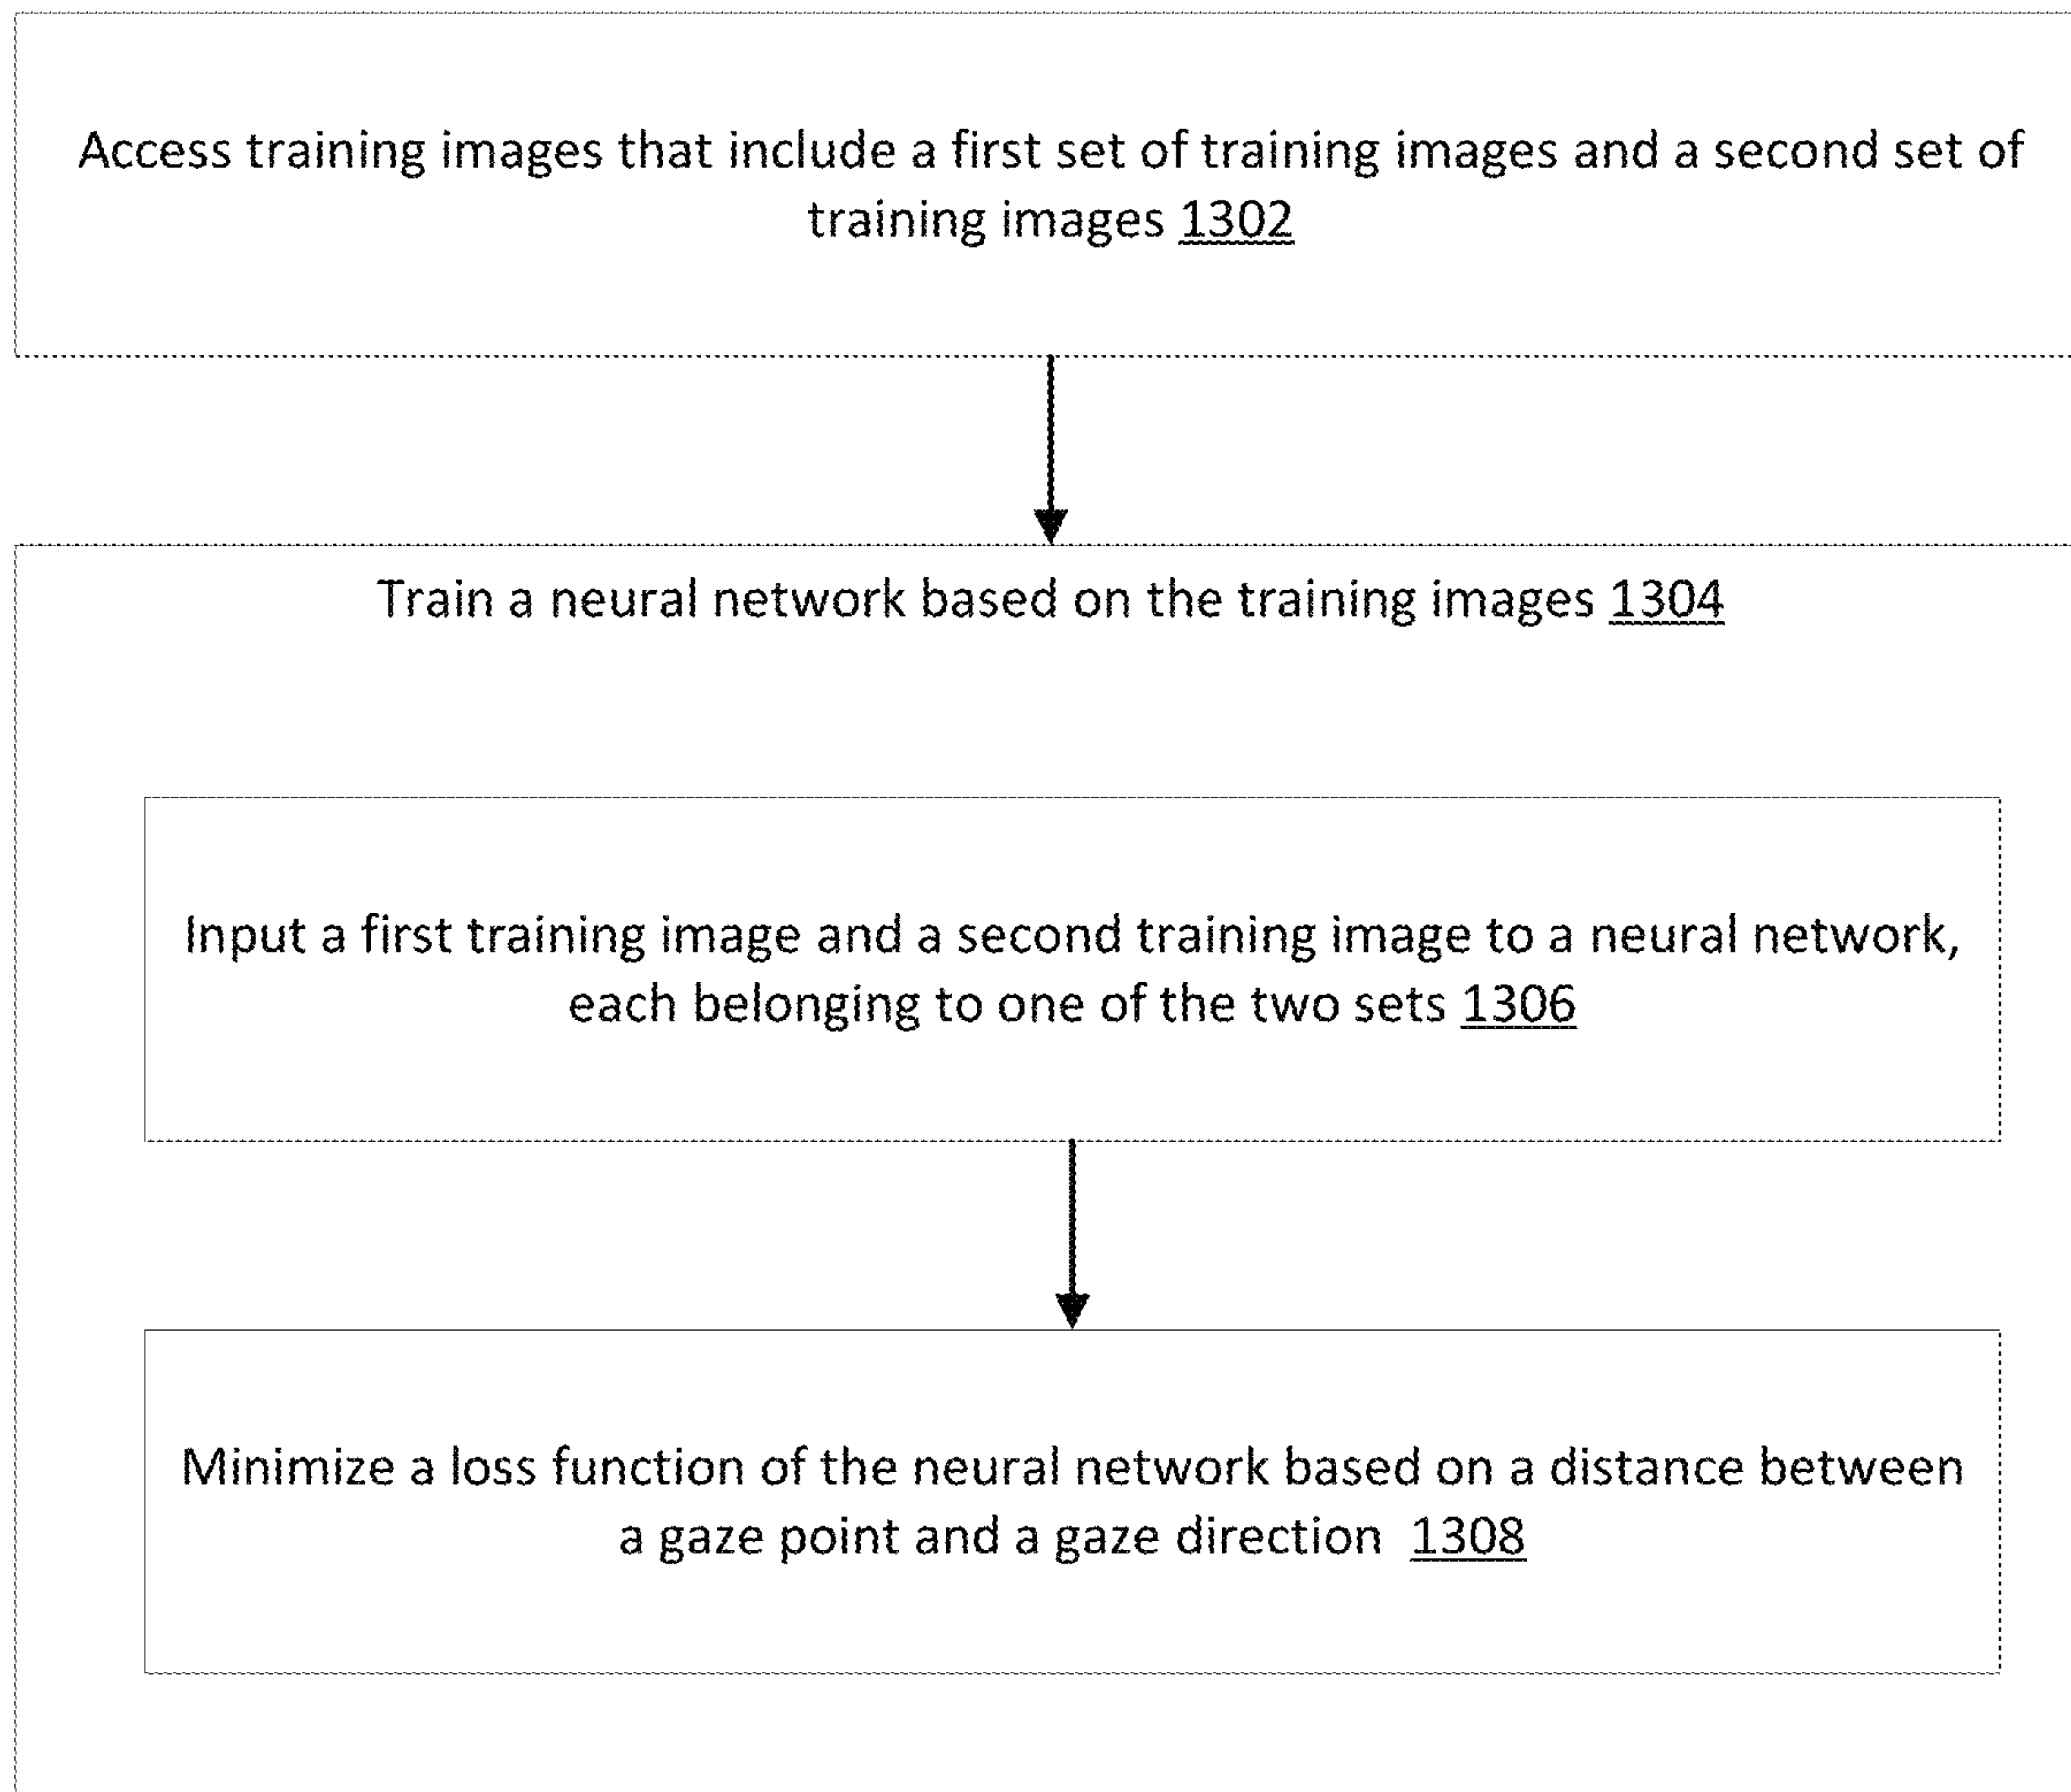 Access training images that include a first set of training images and a second set of
training images 1302
Train a neural network based on the training images 1304
Input a first training image and a second training image to a neural network,
each belonging to one of the two sets 1306
Minimize a loss function of the neural network based on a distance between
a gaze point and a gaze direction 1308